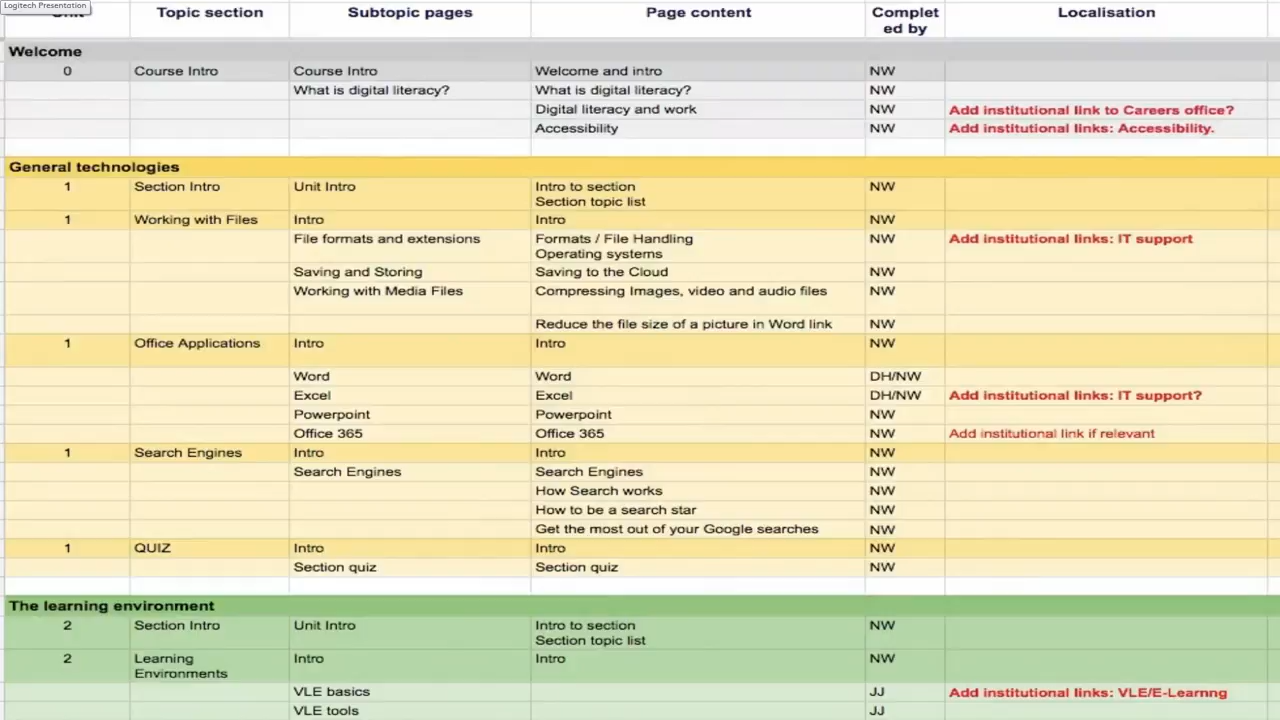 Logitech Presentation
Topic section Subtopic pages Page content Complet ed by Localisation
Welcome
0 Course Intro Course Intro Welcome and intro NW
What is digital literacy? What is digital literacy? NW
Digital literacy and work NW Add institutional link to Careers office?
Accessibility NW Add institutional links: Accessibility.
General technologies
1 Section Intro Unit Intro Intro to section NW
Section topic list
1 Working with Files Intro Intro NW
File formats and extensions Formats / File Handling NW Add institutional links: IT support
Operating systems
Saving and Storing Saving to the Cloud NW
Working with Media Files Compressing Images, video and audio files NW
Reduce the file size of a picture in Word link NW
1 Office Applications Intro Intro NW
Word Word DH/NW
Excel Excel DH/NW Add institutional links: IT support?
Powerpoint Powerpoint NW
Office 365 Office 365 NW Add institutional link if relevant
1 Search Engines Intro Intro NW
Search Engines Search Engines NW
How Search works NW
How to be a search star NW
Get the most out of your Google searches NW
1 QUIZ Intro Intro NW
Section quiz Section quiz NW
The learning environment
2 Section Intro Unit Intro Intro to section NW
Section topic list
2 Learning Intro Intro NW
Environments
VLE basics JJ Add institutional links: VLE/E-Learnng
VLE tools JJ